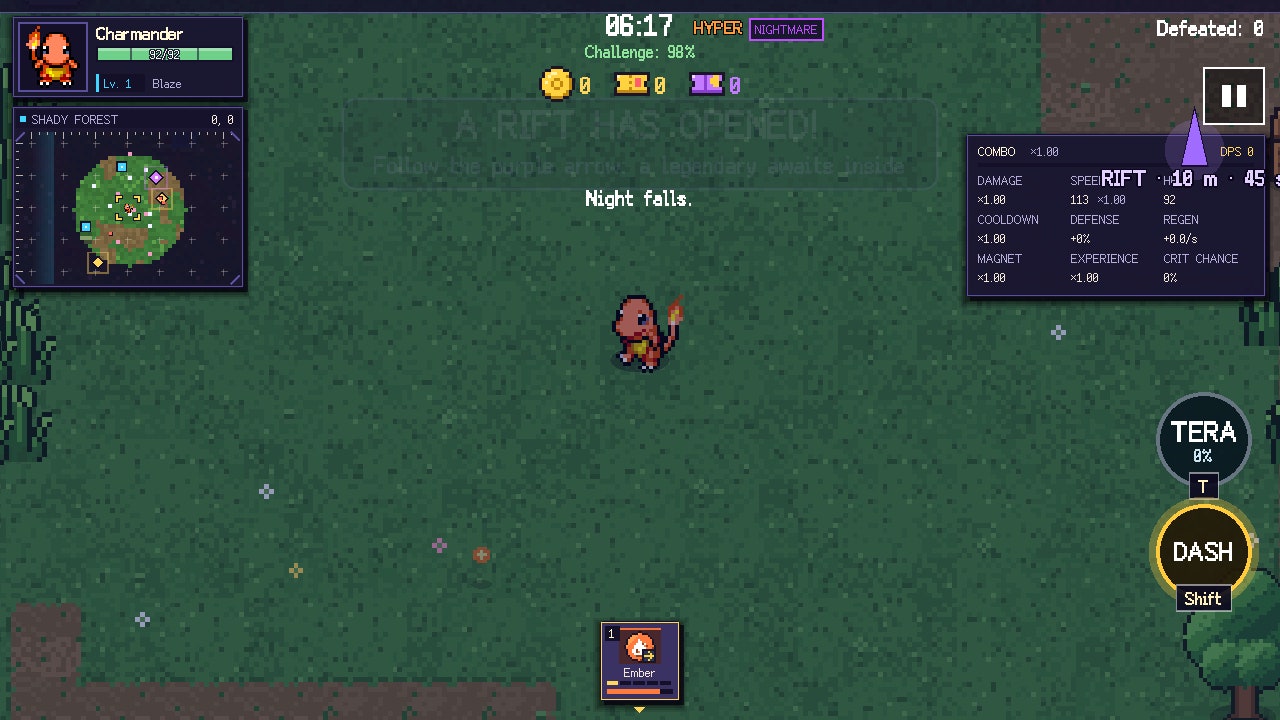 Charmander
92/92
Lv. 1 Blaze
SHADY FOREST 0, 0
06:17 HYPER NIGHTMARE
Challenge: 98%
0 0 0
A RIFT HAS OPENED!
Follow the purple arrow: a legendary awaits inside
Night falls.
Defeated: 0
COMBO ×1.00 DPS 0
RIFT · 10 m · 45 s
DAMAGE SPEED
×1.00 113 ×1.00 92
COOLDOWN DEFENSE REGEN
×1.00 +0% +0.0/s
MAGNET EXPERIENCE CRIT CHANCE
×1.00 ×1.00 0%
TERA
0%
T
DASH
Shift
1
Ember